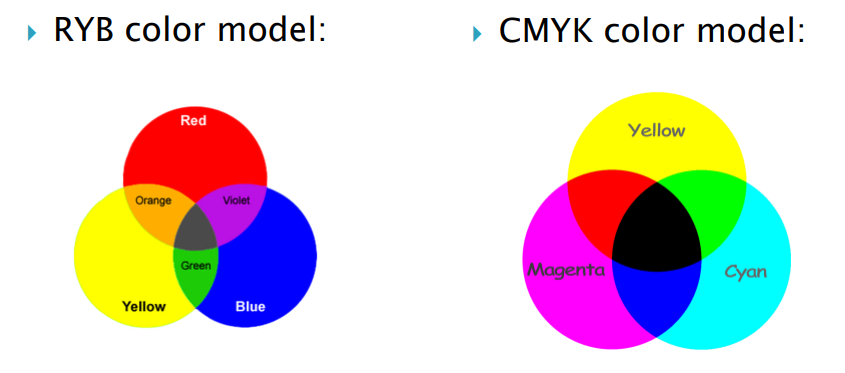 RYB color model:
Red
Orange
Violet
Green
Yellow
Blue
CMYK color model:
Yellow
Magenta
Cyan